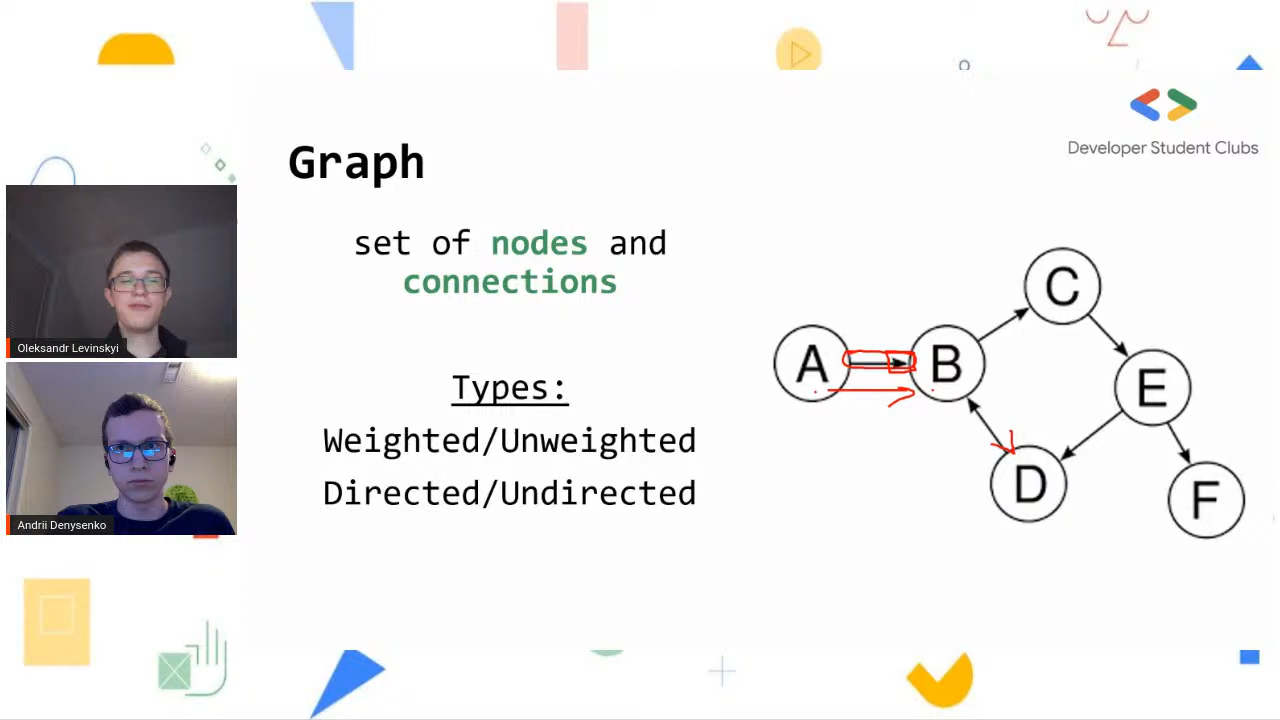 Developer Student Clubs
Graph
set of nodes and
connections
Types:
Weighted/Unweighted
Directed/Undirected
Oleksandr Levinskyi
Andrii Denysenko
C
A
B
E
D
F